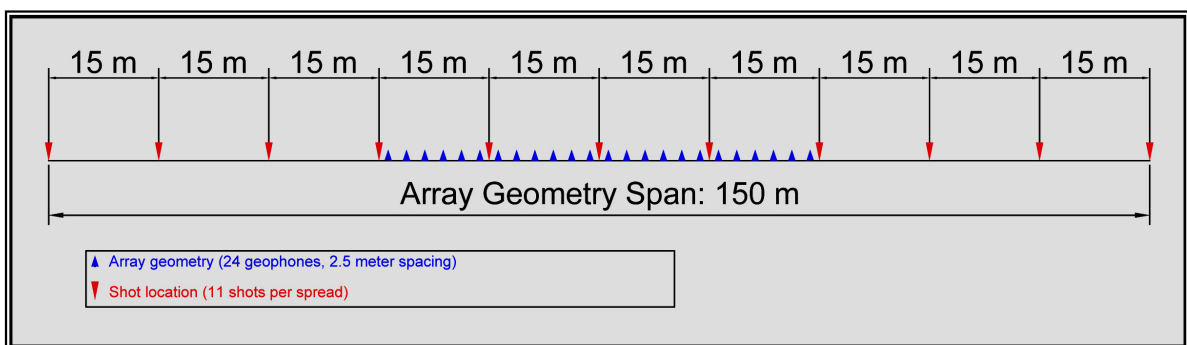 15 m 15 m 15 m 15 m 15 m 15 m 15 m 15 m 15 m 15 m
Array Geometry Span: 150 m
Array geometry (24 geophones, 2.5 meter spacing)
Shot location (11 shots per spread)